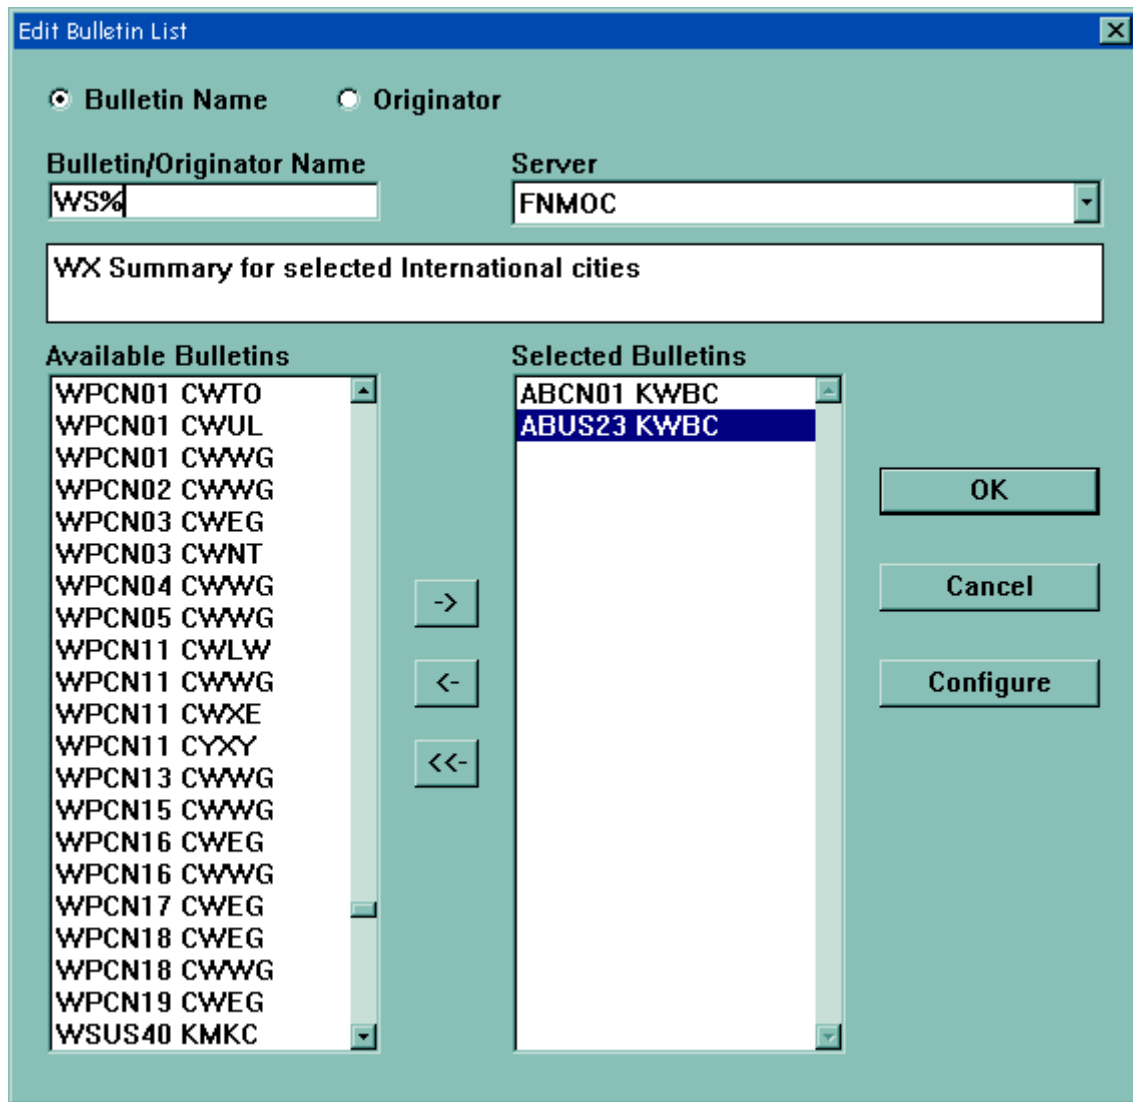 Edit Bulletin List
Bulletin Name Originator
Bulletin/Originator Name Server
WS% FNMOC
WX Summary for selected International cities
Available Bulletins Selected Bulletins
WPCN01 CWTO ABCN01 KWBC
WPCN01 CWUL ABUS23 KWBC
WPCN01 CWWG
WPCN02 CWWG OK
WPCN03 CWEG
WPCN03 CWNT
WPCN04 CWWG -> Cancel
WPCN05 CWWG
WPCN11 CWLW
WPCN11 CWWG <- Configure
WPCN11 CWXE
WPCN11 CYXY <<-
WPCN13 CWWG
WPCN15 CWWG
WPCN16 CWEG
WPCN16 CWWG
WPCN17 CWEG
WPCN18 CWEG
WPCN18 CWWG
WPCN19 CWEG
WSUS40 KMKC